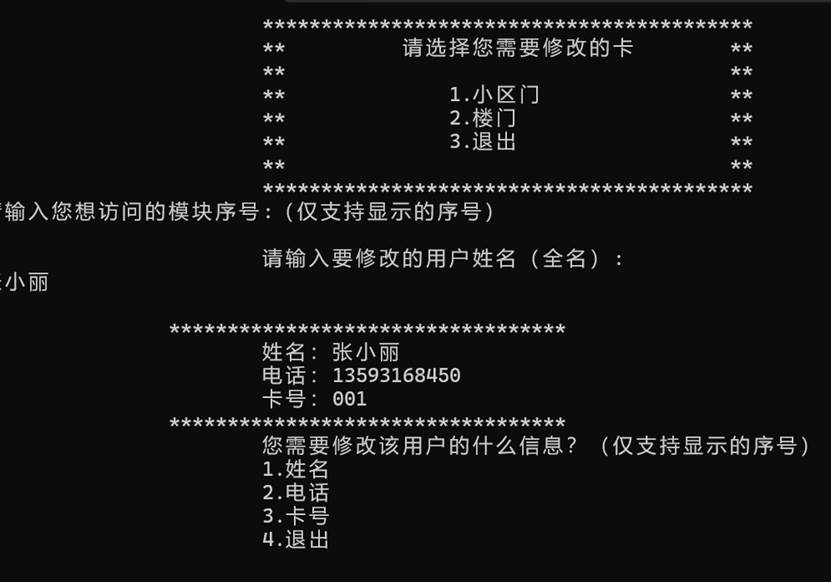 ******************************************
** 请选择您需要修改的卡 **
** **
** 1.小区门 **
** 2.楼门 **
** 3.退出 **
** **
******************************************
输入您想访问的模块序号:(仅支持显示的序号)
请输入要修改的用户姓名(全名):
小丽
**********************************
姓名: 张小丽
电话: 13593168450
卡号: 001
**********************************
您需要修改该用户的什么信息? (仅支持显示的序号)
1.姓名
2.电话
3.卡号
4.退出